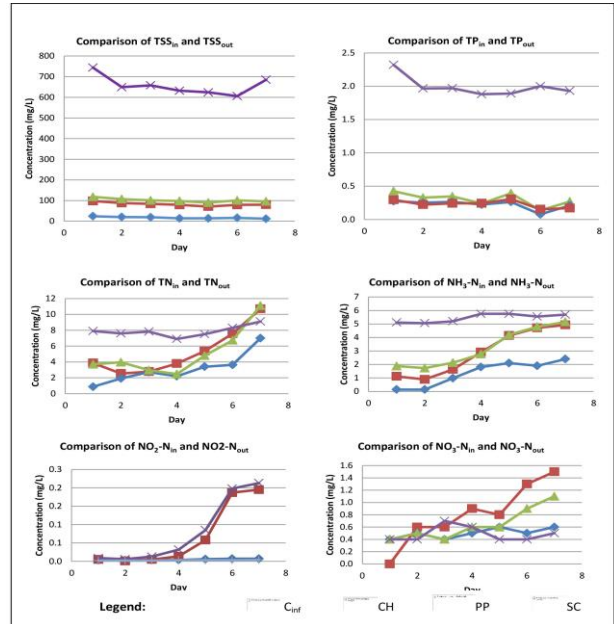 Comparison of TSSin and TSSout
Concentration (mg/L)
800
700
600
500
400
300
200
100
0
0 2 4 6 8
Day
Comparison of TPin and TPout
Concentration (mg/L)
2.5
2.0
1.5
1.0
0.5
0.0
0 2 4 6 8
Day
Comparison of TNin and TNout
Concentration (mg/L)
12
10
8
6
4
2
0
0 2 4 6 8
Day
Comparison of NH3-Nin and NH3-Nout
Concentration (mg/L)
7
6
5
4
3
2
1
0
0 2 4 6 8
Day
Comparison of NO2-Nin and NO2-Nout
Concentration (mg/L)
0.3
0.2
0.2
0.1
0.1
0.0
0 2 4 6 8
Day
Comparison of NO3-Nin and NO3-Nout
Concentration (mg/L)
1.6
1.4
1.2
1.0
0.8
0.6
0.4
0.2
0.0
0 2 4 6 8
Day
Legend: Cinf CH PP SC